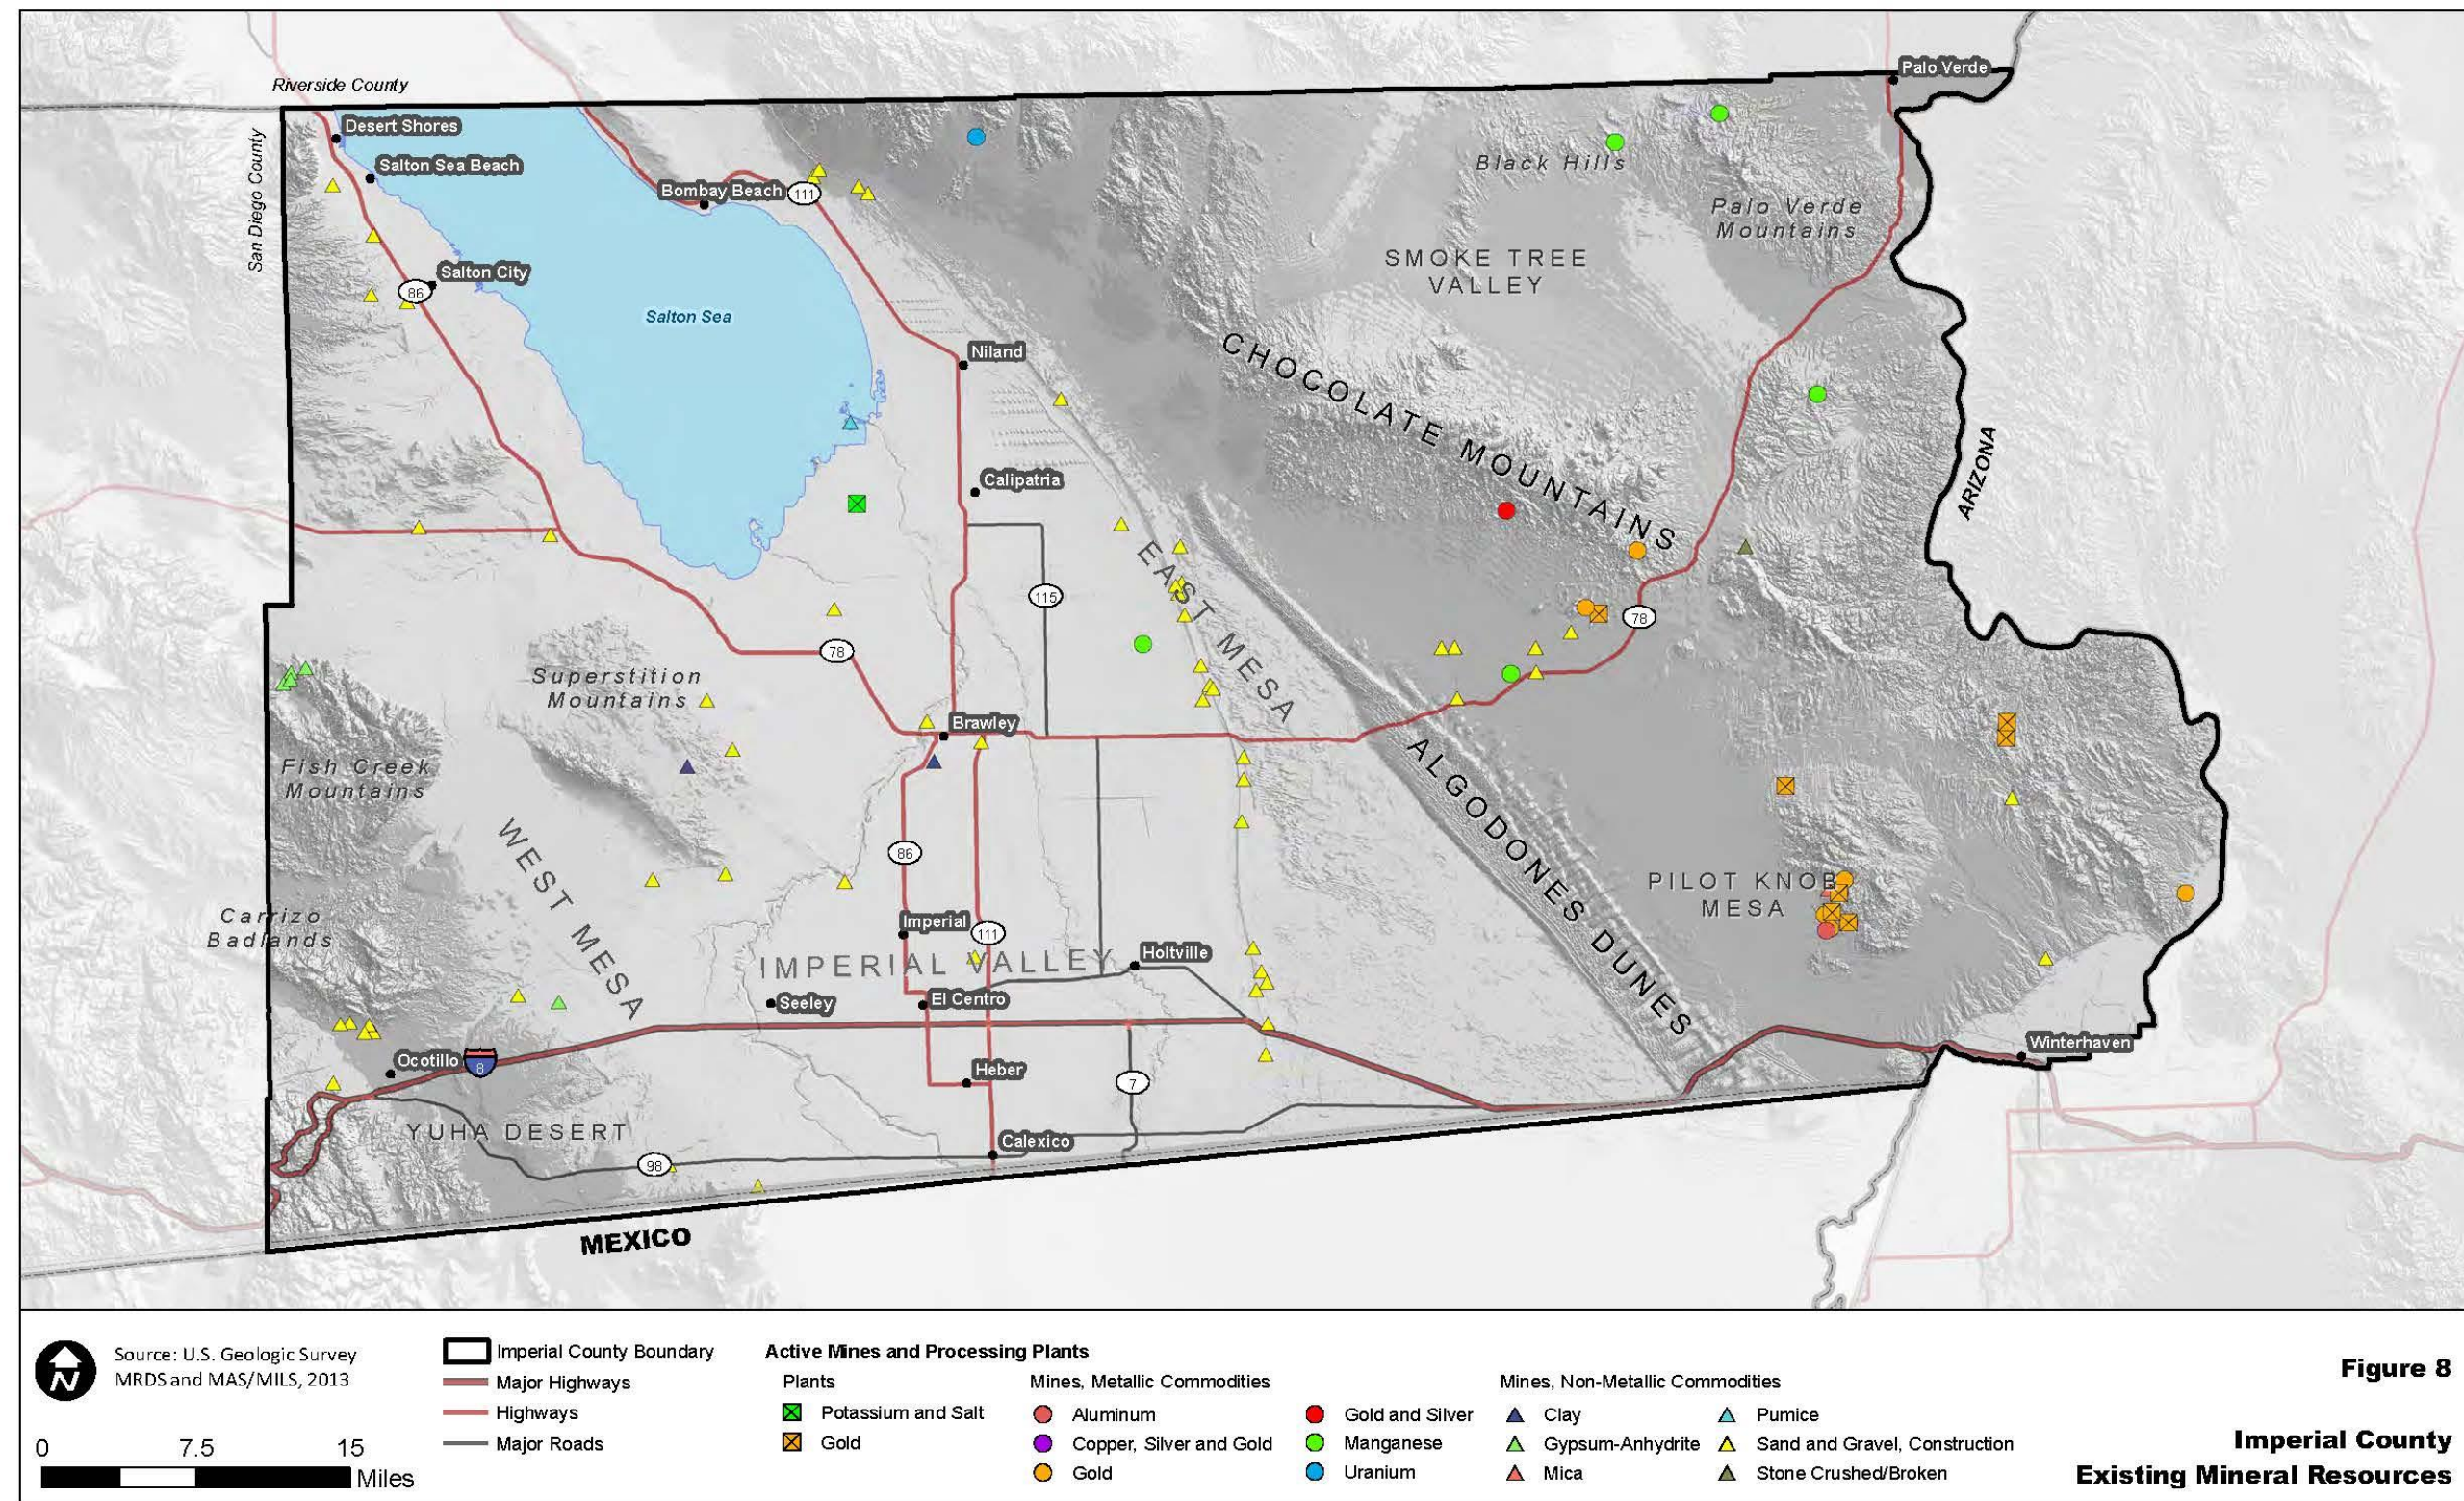 Riverside County
Palo Verde
San Diego County
Desert Shores
Salton Sea Beach
Bombay Beach
111
Black Hills
Palo Verde
Mountains
SMOKE TREE
VALLEY
Salton City
86
Salton Sea
Niland
CHOCOLATE MOUNTAINS
Calipatria
ARIZONA
EAST MESA
115
78
78
Superstition
Mountains
Brawley
Fish Creek
Mountains
ALGODONES DUNES
WEST MESA
86
PILOT KNOB
MESA
Carrizo
Badlands
Imperial
111
IMPERIAL VALLEY
Holtville
Seeley
El Centro
Ocotillo
8
Winterhaven
Heber
7
YUHA DESERT
Calexico
98
MEXICO
N
Source: U.S. Geologic Survey
MRDS and MAS/MILS, 2013
0 7.5 15
Miles
Imperial County Boundary
Major Highways
Highways
Major Roads
Active Mines and Processing Plants
Plants
Potassium and Salt
Gold
Mines, Metallic Commodities
Aluminum
Copper, Silver and Gold
Gold
Gold and Silver
Manganese
Uranium
Mines, Non-Metallic Commodities
Clay
Gypsum-Anhydrite
Mica
Pumice
Sand and Gravel, Construction
Stone Crushed/Broken
Figure 8
Imperial County
Existing Mineral Resources